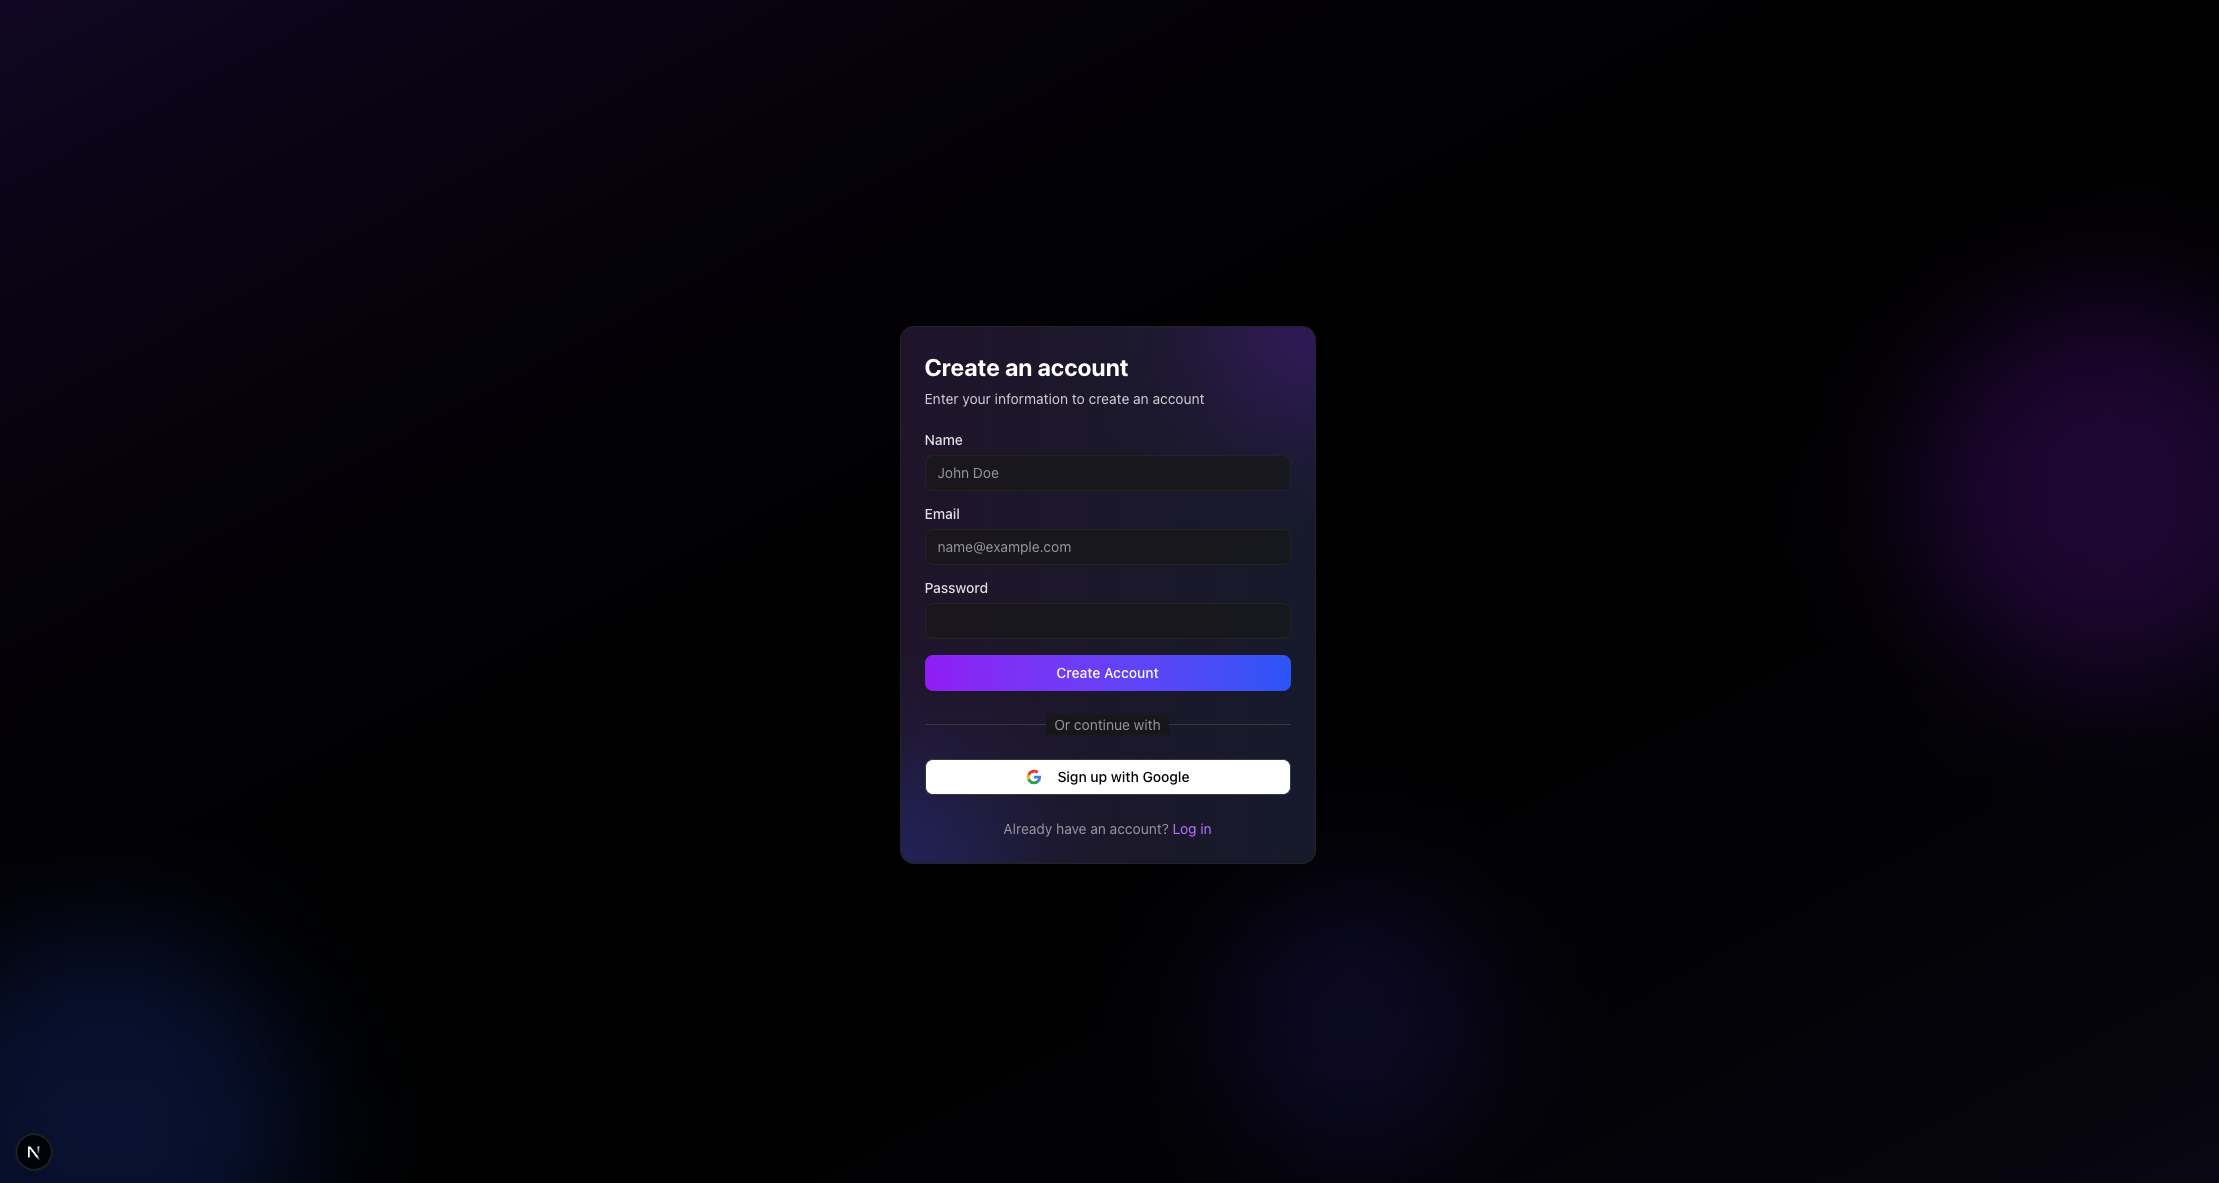 Create an account
Enter your information to create an account
Name
John Doe
Email
name@example.com
Password
Create Account
Or continue with
Sign up with Google
Already have an account? Log in
N